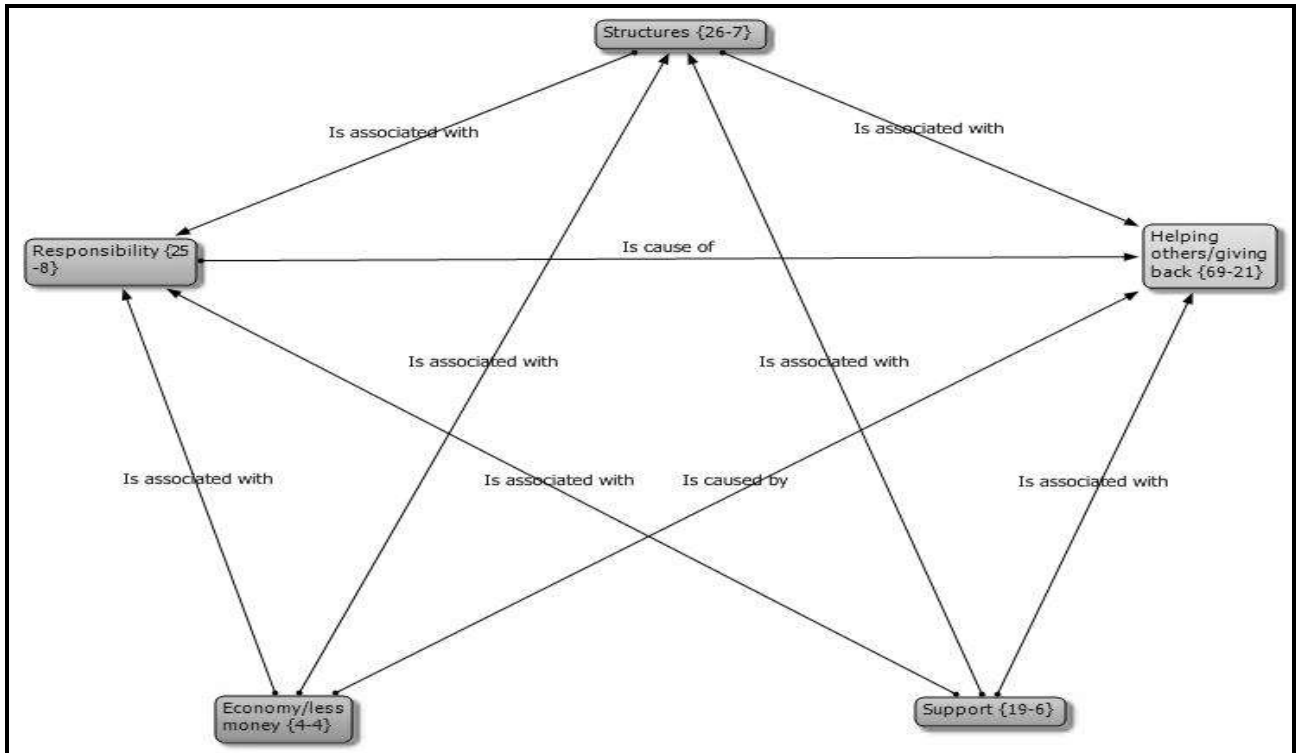 Structures {26-7}
Is associated with
Is associated with
Responsibility {25
-8}
Is cause of
Helping
others/giving
back {69-21}
Is associated with
Is associated with
Is associated with
Is associated with
Is caused by
Is associated with
Economy/less
money {4-4}
Support {19-6}